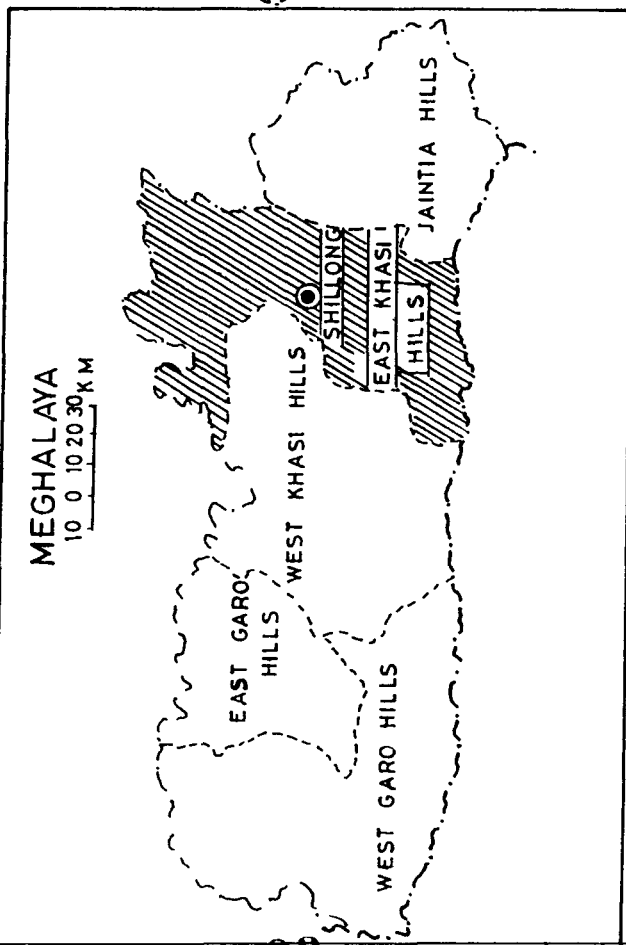 MEGHALAYA
10 0 10 20 30 KM
EAST GARO
HILLS
WEST KHASI HILLS
WEST GARO HILLS
SHILLONG
EAST KHASI
HILLS
JAINTIA HILLS